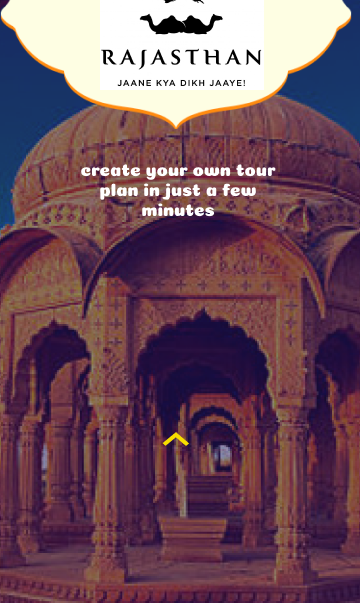 RAJASTHAN
JAANE KYA DIKH JAAYE!
create your own tour
plan in just a few
minutes